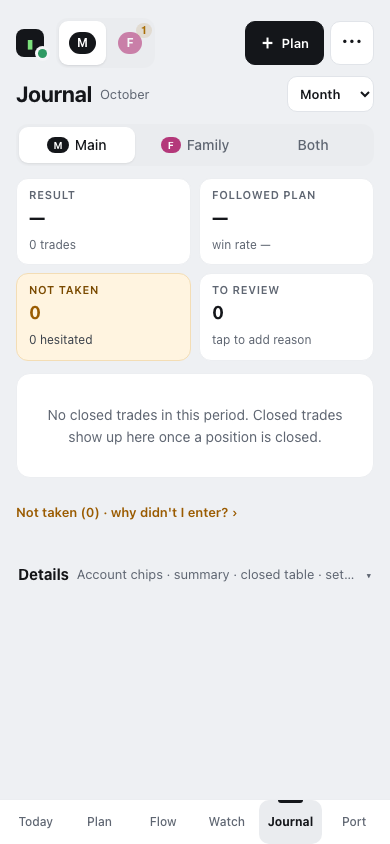 M F 1 + Plan ...
Journal October Month
M Main F Family Both
RESULT
—
0 trades
FOLLOWED PLAN
—
win rate —
NOT TAKEN
0
0 hesitated
TO REVIEW
0
tap to add reason
No closed trades in this period. Closed trades
show up here once a position is closed.
Not taken (0) · why didn't I enter? ›
Details Account chips · summary · closed table · set...
Today Plan Flow Watch Journal Port